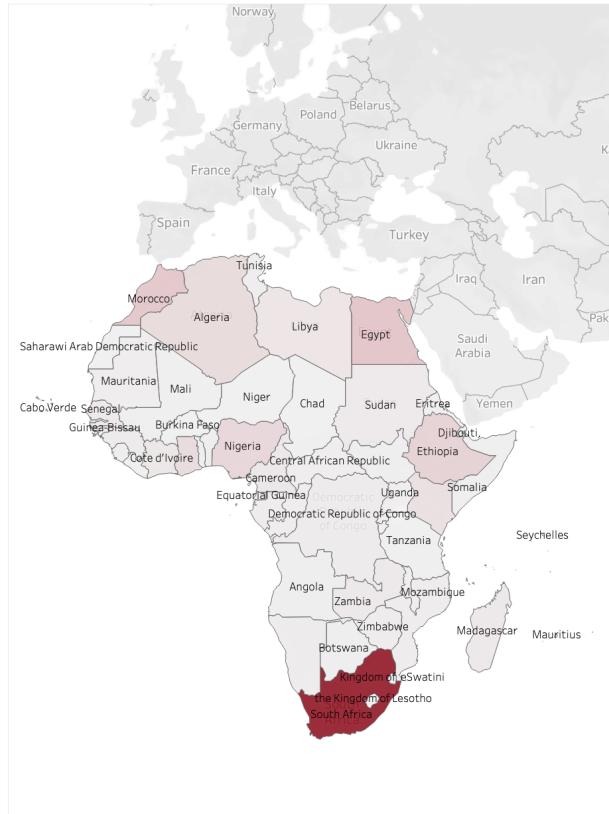 Norway
Belarus
Poland
Germany
Ukraine
France
Italy
Spain
Turkey
Iraq
Iran
Pak
K
Saudi
Arabia
Yemen
Tunisia
Morocco
Algeria
Libya
Egypt
Saharawi Arab Democratic Republic
Mauritania
Mali
Niger
Chad
Sudan
Eritrea
Cabo Verde
Senegal
Guinea-Bissau
Burkina Faso
Djibouti
Cote d'Ivoire
Nigeria
Ethiopia
Central African Republic
Cameroon
Somalia
Equatorial Guinea
Uganda
Democratic
Democratic Republic of Congo
of Congo
Tanzania
Seychelles
Angola
Mozambique
Zambia
Zimbabwe
Madagascar
Mauritius
Botswana
Kingdom of eSwatini
the Kingdom of Lesotho
South Africa
Africa